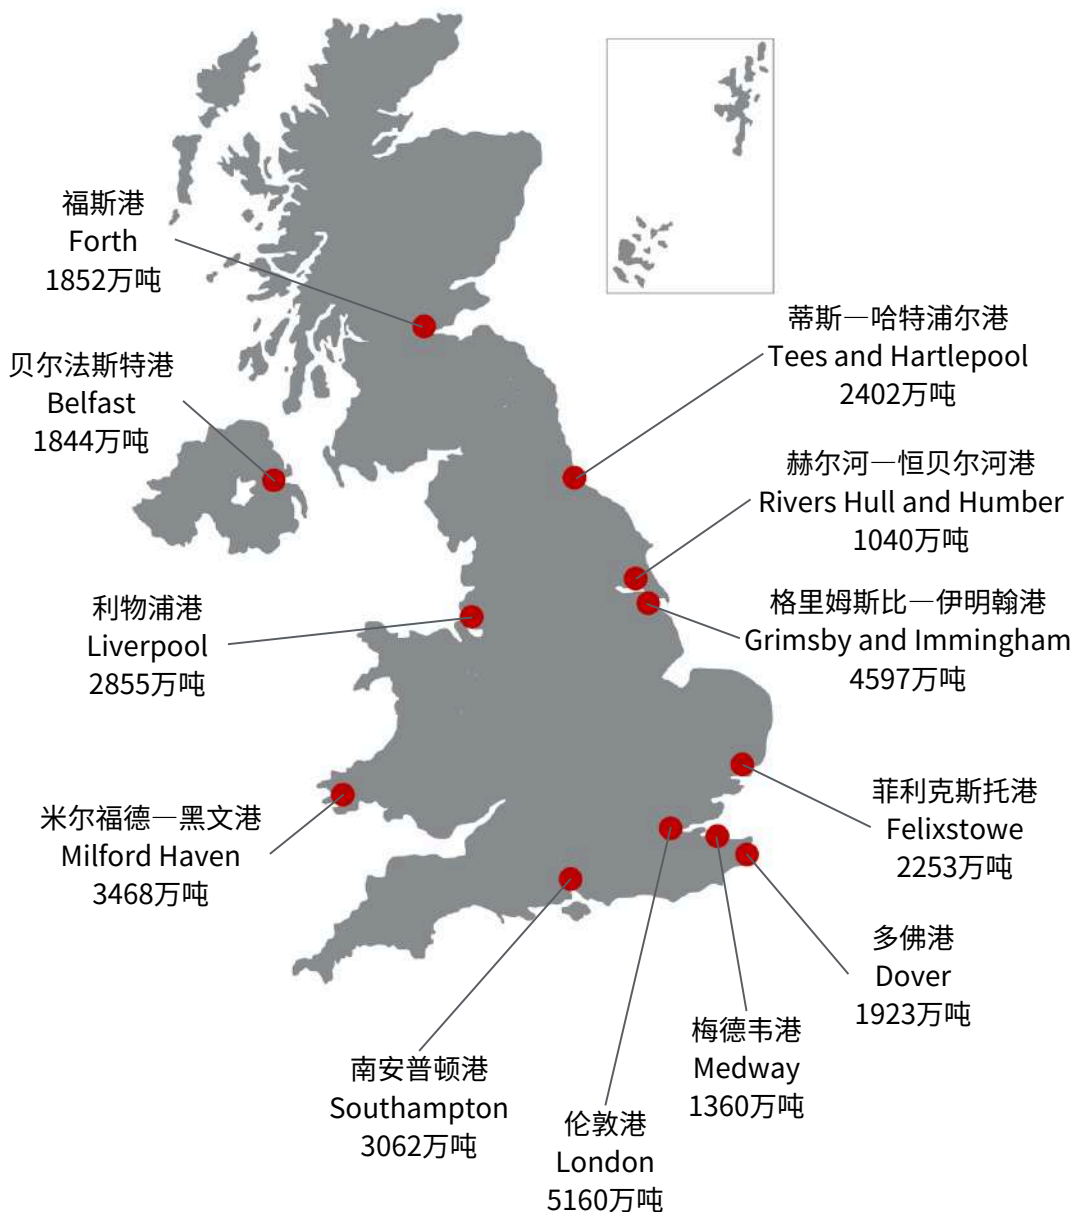 福斯港
Forth
1852万吨
贝尔法斯特港
Belfast
1844万吨
利物浦港
Liverpool
2855万吨
米尔福德—黑文港
Milford Haven
3468万吨
南安普顿港
Southampton
3062万吨
伦敦港
London
5160万吨
梅德韦港
Medway
1360万吨
多佛港
Dover
1923万吨
菲利克斯托港
Felixstowe
2253万吨
格里姆斯比—伊明翰港
Grimsby and Immingham
4597万吨
赫尔河—恒贝尔河港
Rivers Hull and Humber
1040万吨
蒂斯—哈特浦尔港
Tees and Hartlepool
2402万吨